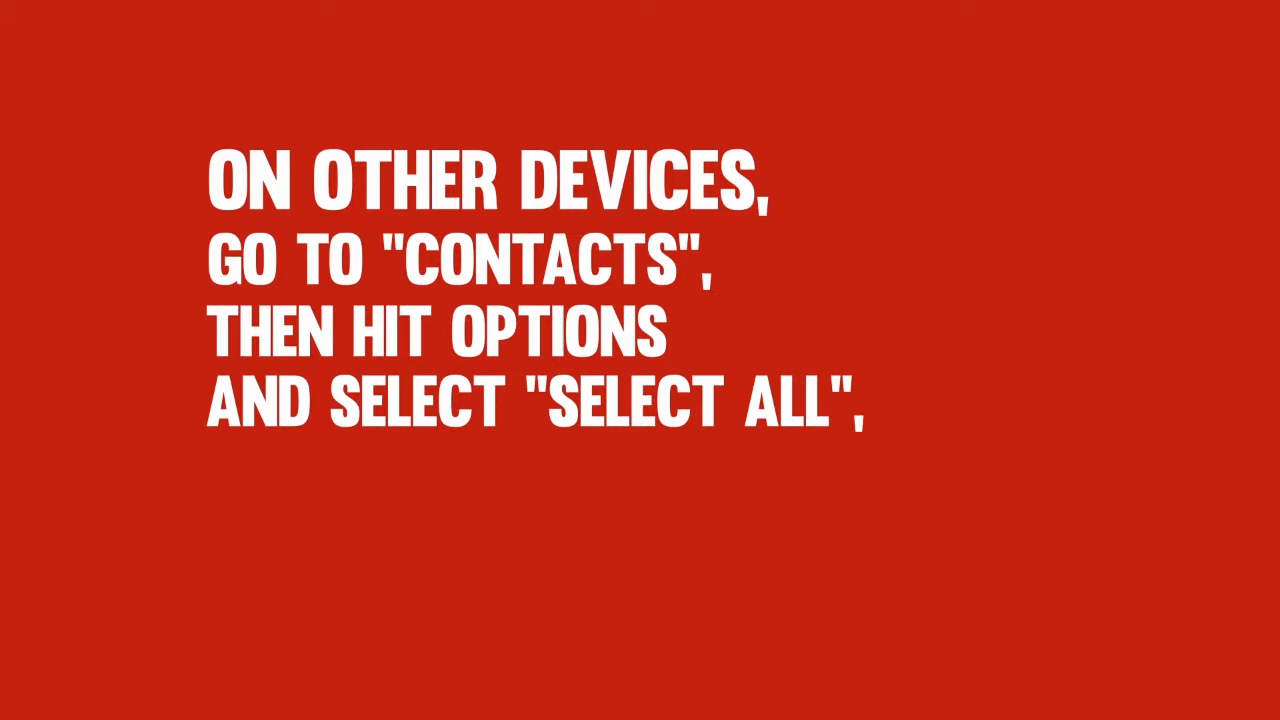 ON OTHER DEVICES,
GO TO "CONTACTS",
THEN HIT OPTIONS
AND SELECT "SELECT ALL",